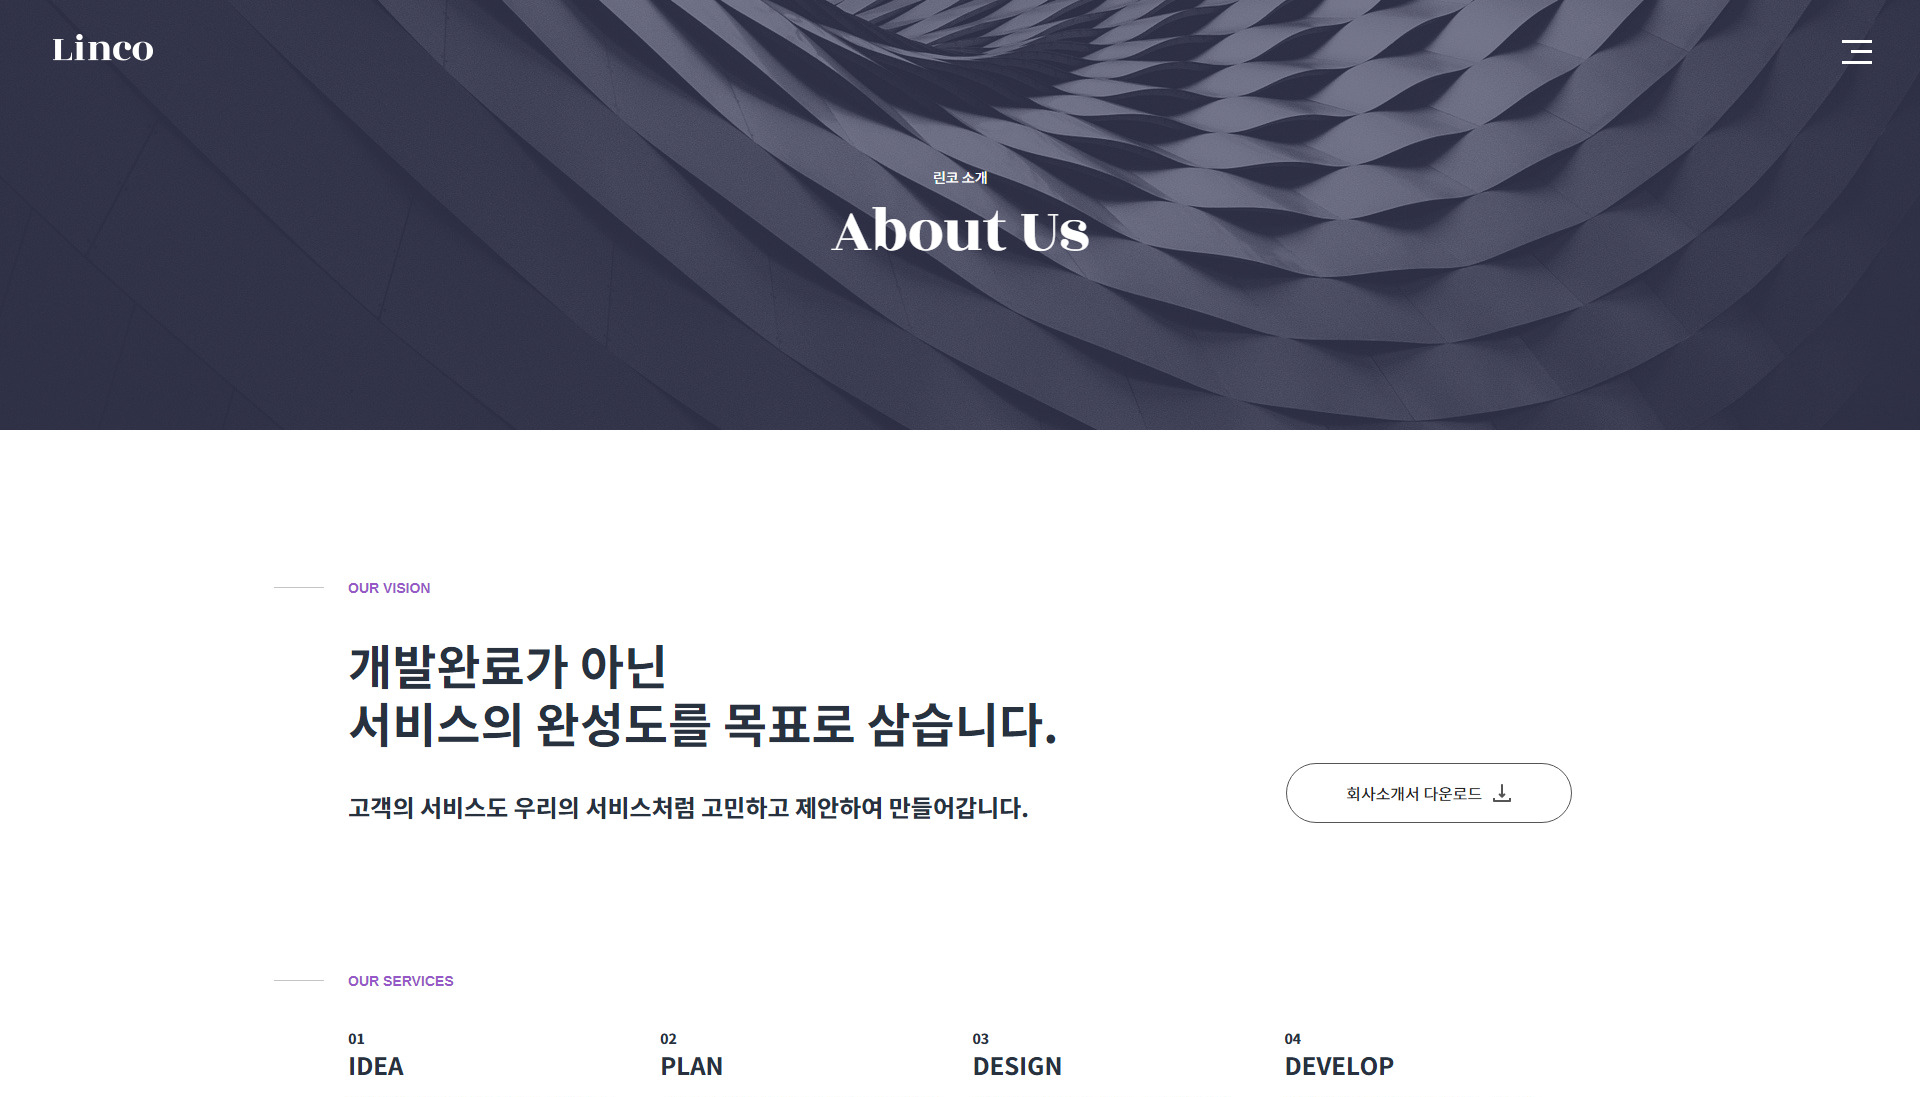 Linco
린코 소개
About Us
OUR VISION
개발완료가 아닌
서비스의 완성도를 목표로 삼습니다.
고객의 서비스도 우리의 서비스처럼 고민하고 제안하여 만들어갑니다.
회사소개서 다운로드
OUR SERVICES
01
IDEA
02
PLAN
03
DESIGN
04
DEVELOP